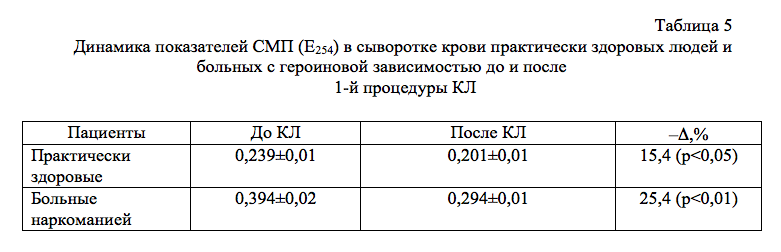 Таблица 5
Динамика показателей СМП (Е254) в сыворотке крови практически здоровых людей и
больных с героиновой зависимостью до и после
1-й процедуры КЛ
Пациенты До КЛ После КЛ –Δ,%
Практически здоровые 0,239±0,01 0,201±0,01 15,4 (р<0,05)
Больные наркоманией 0,394±0,02 0,294±0,01 25,4 (р<0,01)